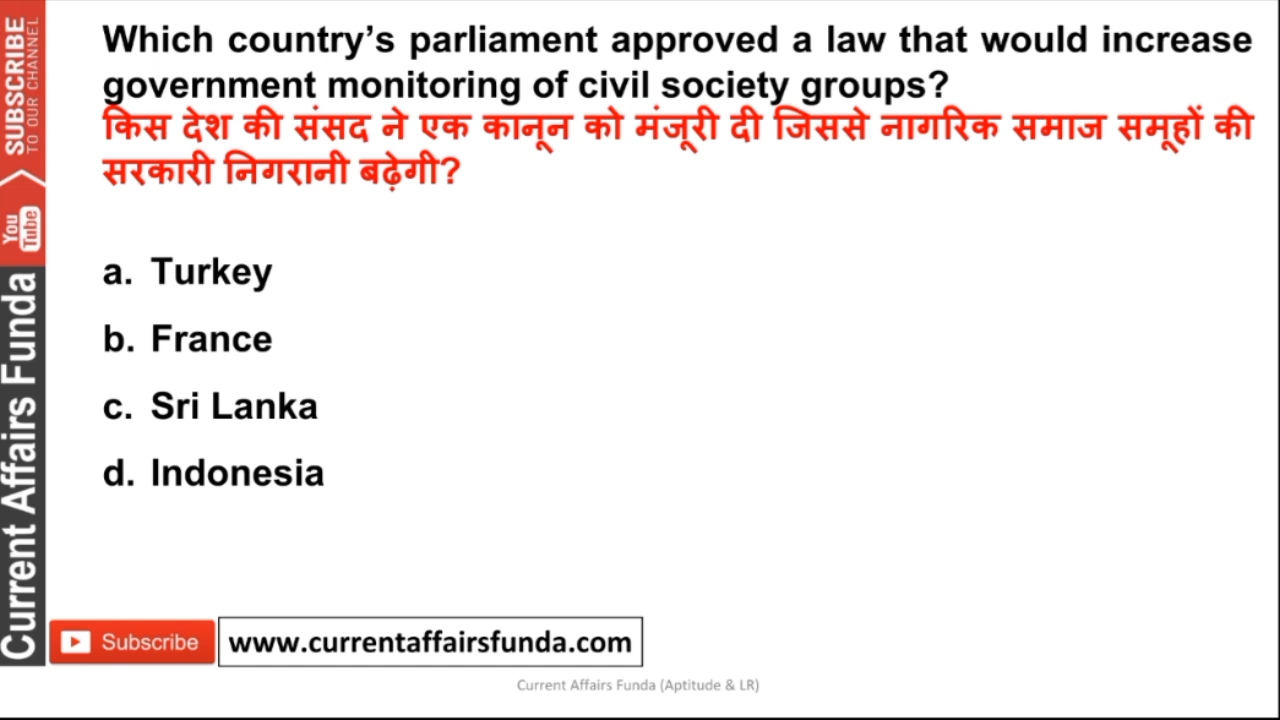 Which country’s parliament approved a law that would increase
government monitoring of civil society groups?
किस देश की संसद ने एक कानून को मंजूरी दी जिससे नागरिक समाज समूहों की
सरकारी निगरानी बढ़ेगी?
a. Turkey
b. France
c. Sri Lanka
d. Indonesia
SUBSCRIBE
TO OUR CHANNEL
You
Tube
Current Affairs Funda
Subscribe
www.currentaffairsfunda.com
Current Affairs Funda (Aptitude & LR)